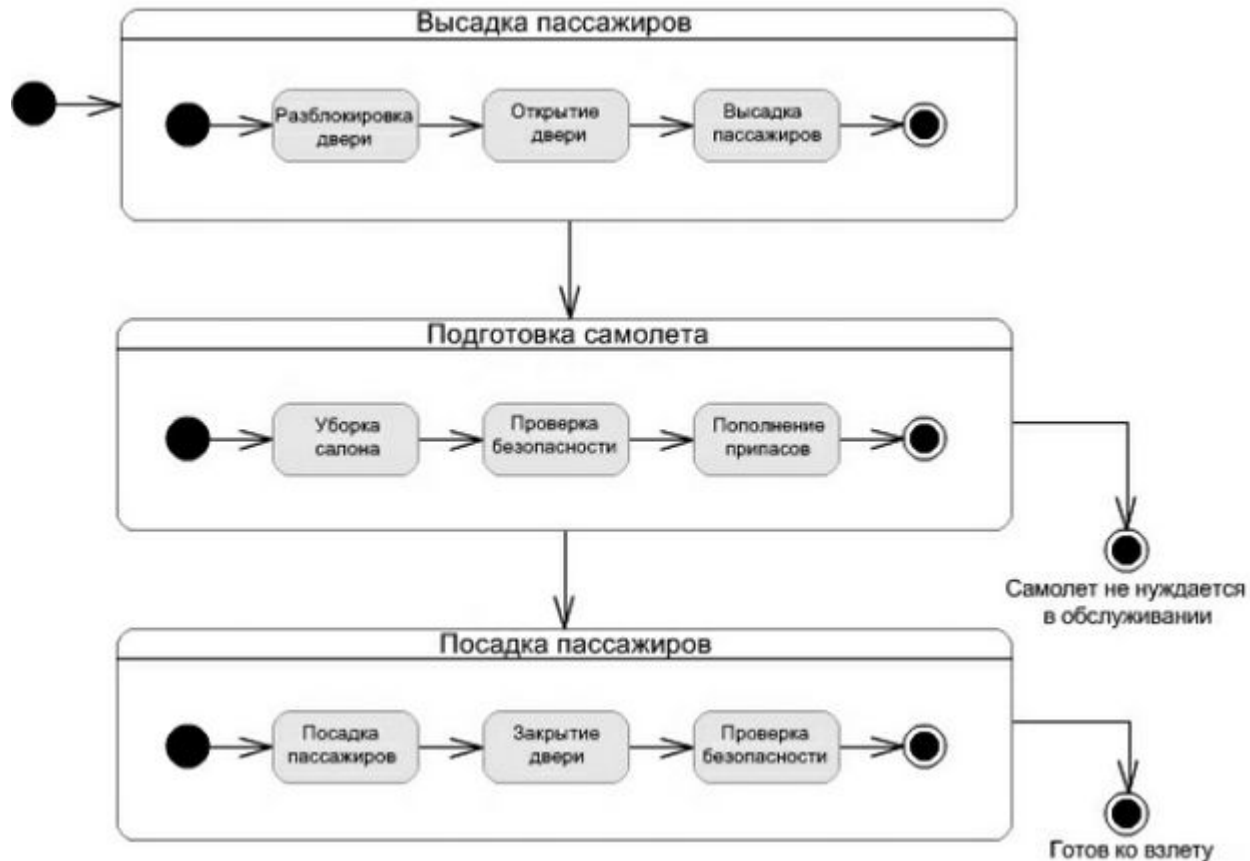 Высадка пассажиров
Разблокировка
двери
Открытие
двери
Высадка
пассажиров
Подготовка самолета
Уборка
салона
Проверка
безопасности
Пополнение
припасов
Самолет не нуждается
в обслуживании
Посадка пассажиров
Посадка
пассажиров
Закрытие
двери
Проверка
безопасности
Готов ко взлету